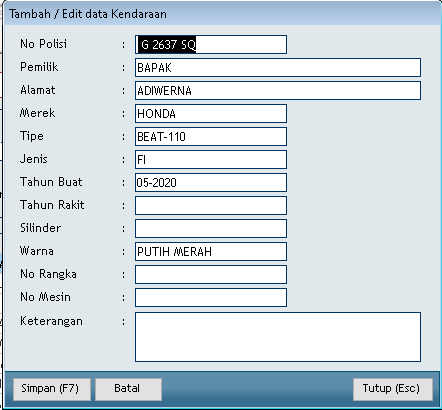 Tambah / Edit data Kendaraan
No Polisi : G 2637 SQ
Pemilik : BAPAK
Alamat : ADIWERNA
Merek : HONDA
Tipe : BEAT-110
Jenis : FI
Tahun Buat : 05-2020
Tahun Rakit :
Silinder :
Warna : PUTIH MERAH
No Rangka :
No Mesin :
Keterangan :
Simpan (F7) Batal Tutup (Esc)